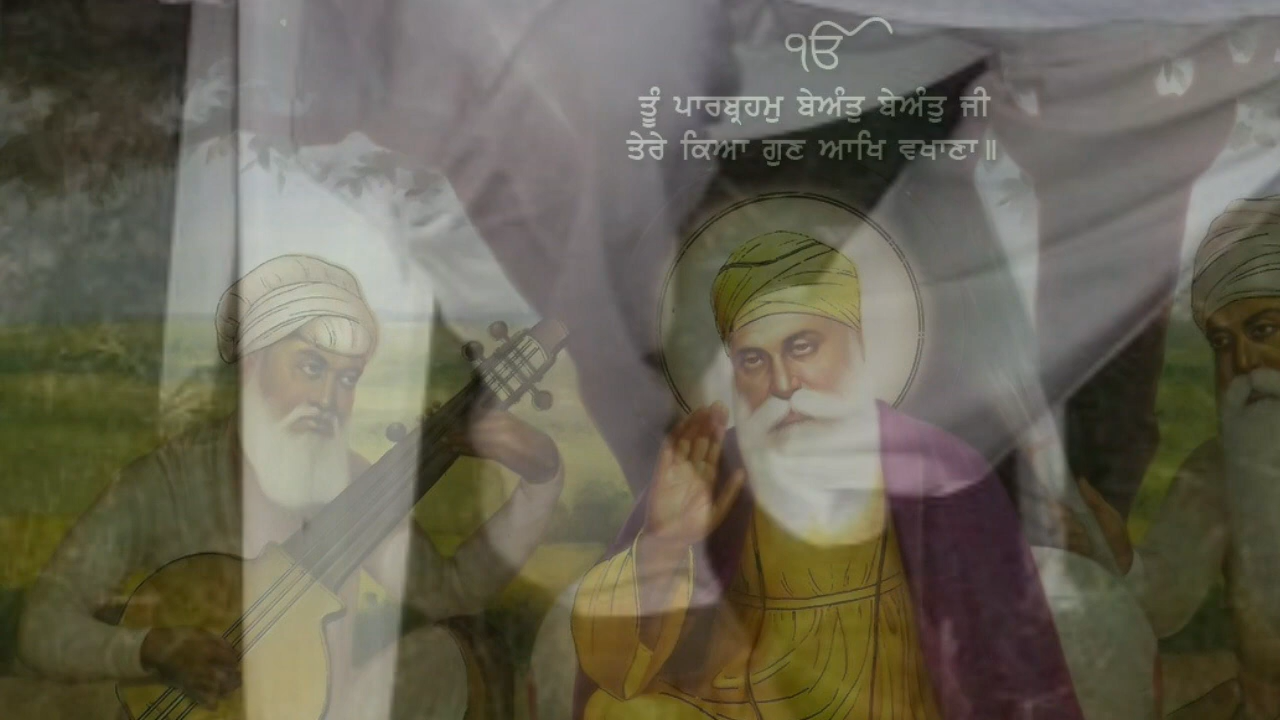 ੴ
ਤੂੰ ਪਾਰਬ੍ਰਹਮੁ ਬੇਅੰਤੁ ਬੇਅੰਤੁ ਜੀ
ਤੇਰੇ ਕਿਆ ਗੁਣ ਆਖਿ ਵਖਾਣਾ॥